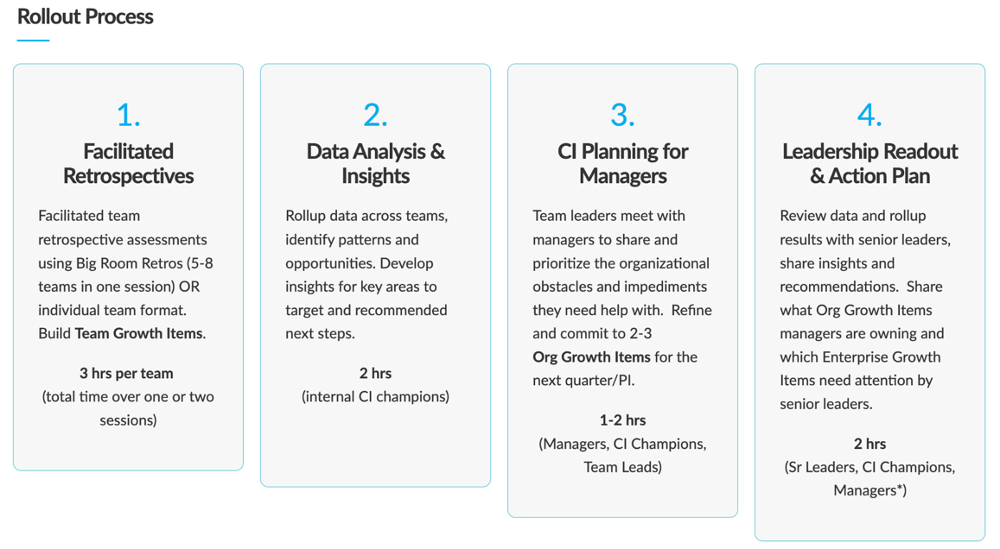 Rollout Process
1.
Facilitated
Retrospectives
Facilitated team
retrospective assessments
using Big Room Retros (5-8
teams in one session) OR
individual team format.
Build Team Growth Items.
3 hrs per team
(total time over one or two
sessions)
2.
Data Analysis &
Insights
Rollup data across teams,
identify patterns and
opportunities. Develop
insights for key areas to
target and recommended
next steps.
2 hrs
(internal CI champions)
3.
CI Planning for
Managers
Team leaders meet with
managers to share and
prioritize the organizational
obstacles and impediments
they need help with.  Refine
and commit to 2-3
Org Growth Items for the
next quarter/PI.
1-2 hrs
(Managers, CI Champions,
Team Leads)
4.
Leadership Readout
& Action Plan
Review data and rollup
results with senior leaders,
share insights and
recommendations.  Share
what Org Growth Items
managers are owning and
which Enterprise Growth
Items need attention by
senior leaders.
2 hrs
(Sr Leaders, CI Champions,
Managers*)